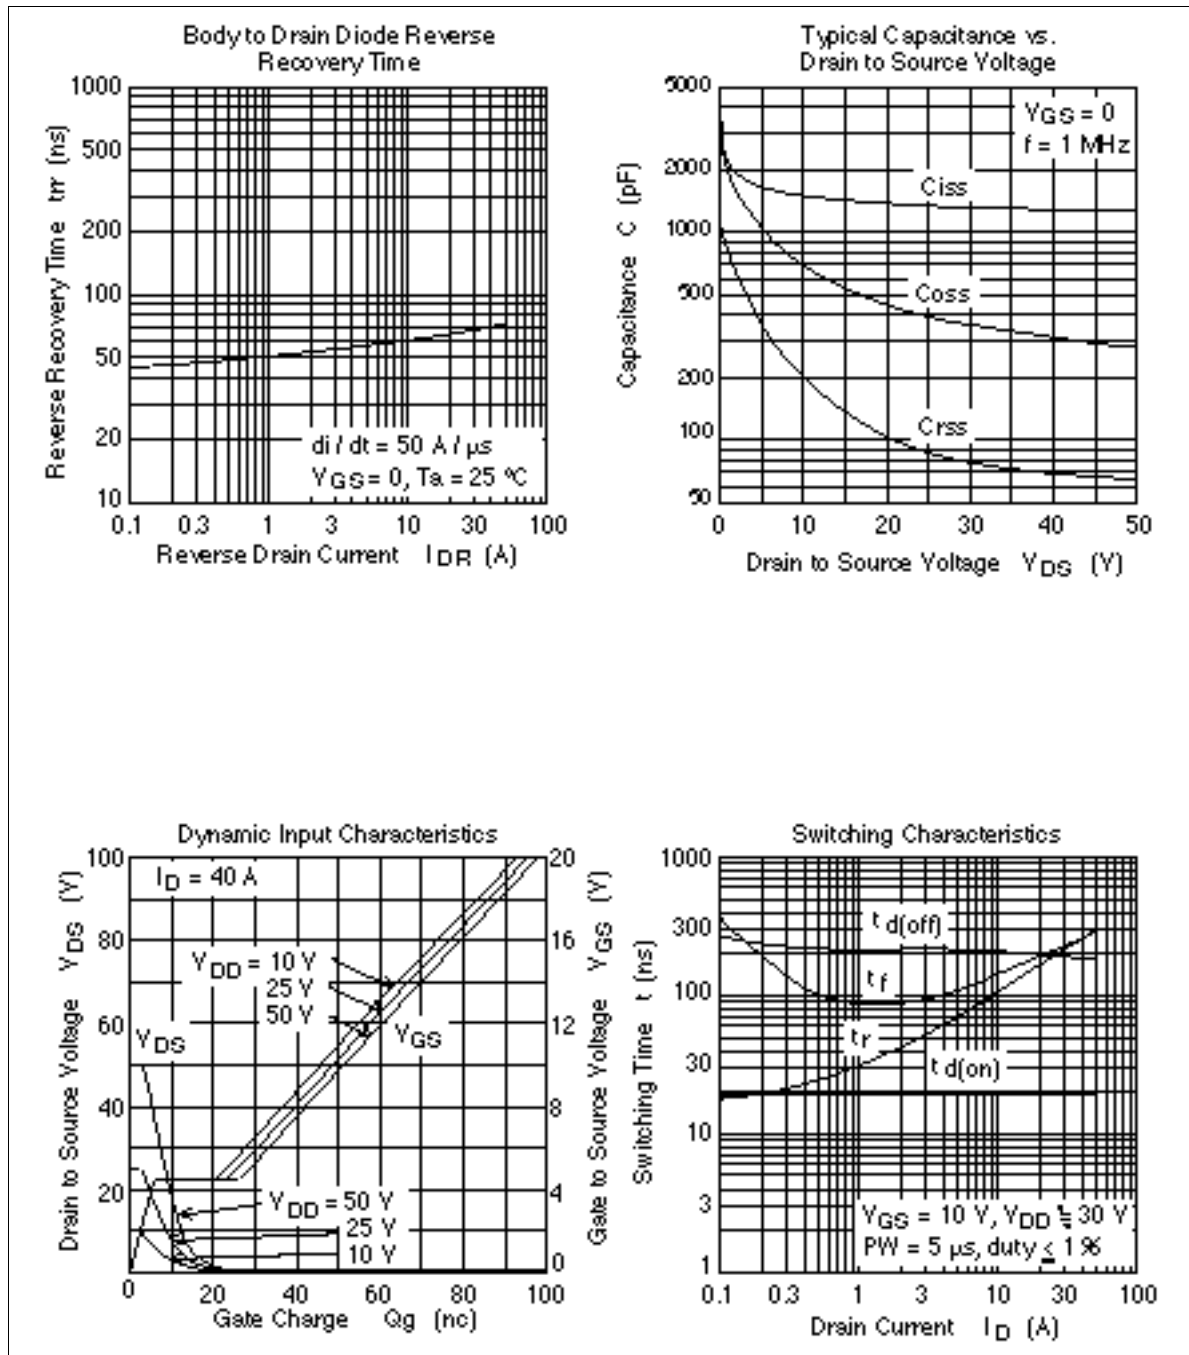 Body to Drain Diode Reverse
Recovery Time
1000
500
200
100
50
20
10
Reverse Recovery Time trr (ns)
di / dt = 50 A / µs
VGS = 0, Ta = 25 °C
0.1 0.3 1 3 10 30 100
Reverse Drain Current IDR (A)
Typical Capacitance vs.
Drain to Source Voltage
5000
2000
1000
500
200
100
50
Capacitance C (pF)
VGS = 0
f = 1 MHz
Ciss
Coss
Crss
0 10 20 30 40 50
Drain to Source Voltage VDS (V)
Dynamic Input Characteristics
100
80
60
40
20
0
Drain to Source Voltage VDS (V)
ID = 40 A
VDD = 10 V
25 V
50 V
VDS
VGS
VDD = 50 V
25 V
10 V
20
16
12
8
4
0
Gate to Source Voltage VGS (V)
0 20 40 60 80 100
Gate Charge Qg (nc)
Switching Characteristics
1000
300
100
30
10
3
1
Switching Time t (ns)
t d(off)
t f
t r
t d(on)
VGS = 10 V, VDD ≒ 30 V
PW = 5 µs, duty ≤ 1 %
0.1 0.3 1 3 10 30 100
Drain Current ID (A)